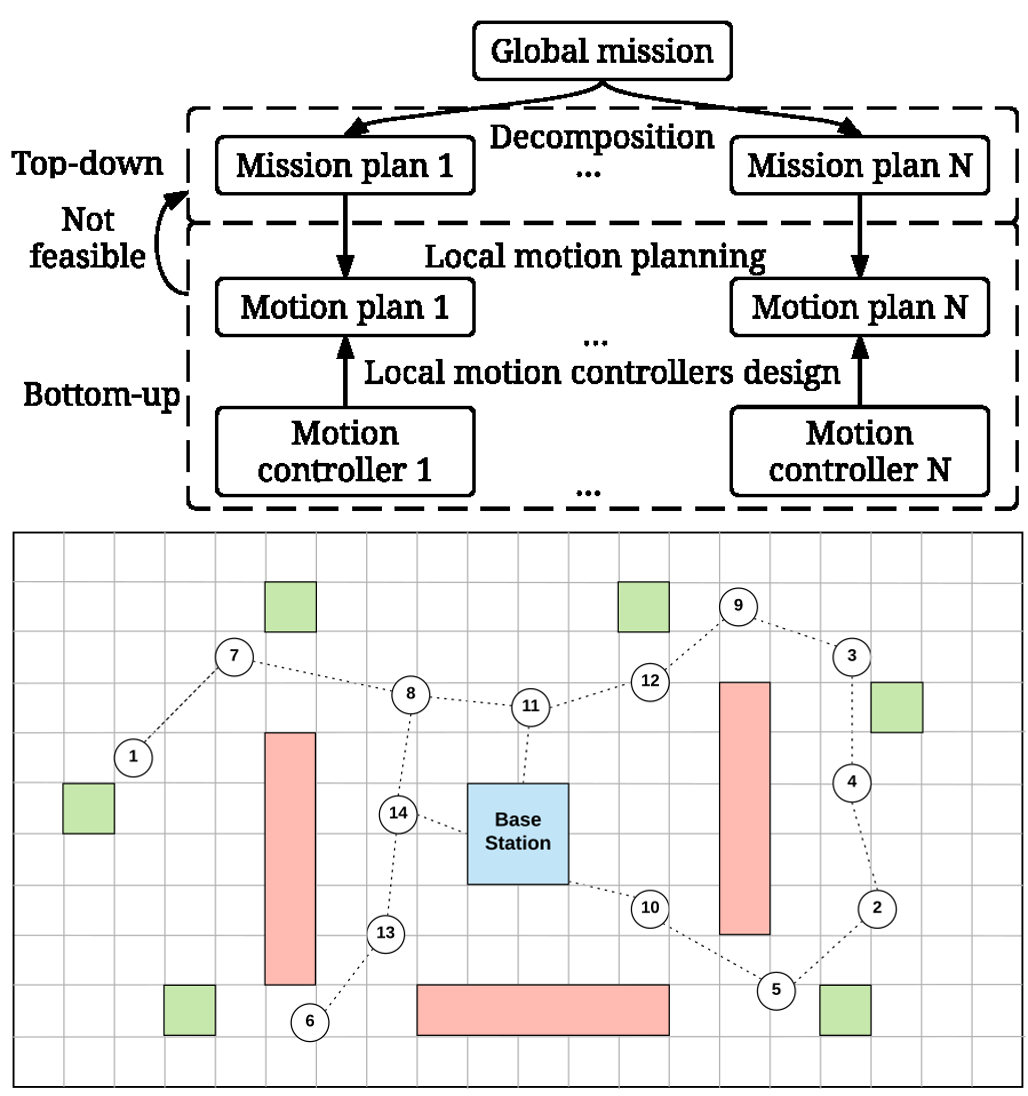 Global mission
Decomposition
Top-down
Mission plan 1
...
Mission plan N
Not
feasible
Local motion planning
Motion plan 1
Motion plan N
...
Local motion controllers design
Bottom-up
Motion
controller 1
Motion
controller N
...
9
7
3
12
8
11
1
4
14
Base
Station
10
2
13
5
6